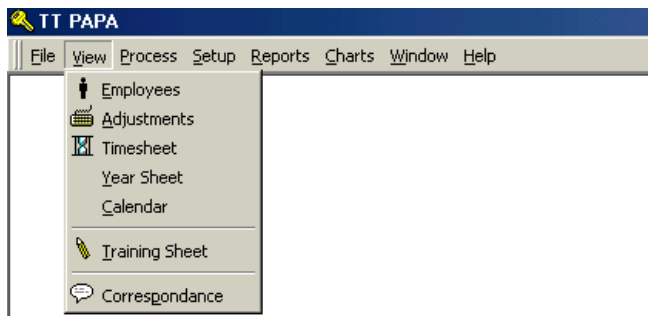 TT PAPA
File View Process Setup Reports Charts Window Help
Employees
Adjustments
Timesheet
Year Sheet
Calendar
Training Sheet
Correspondance